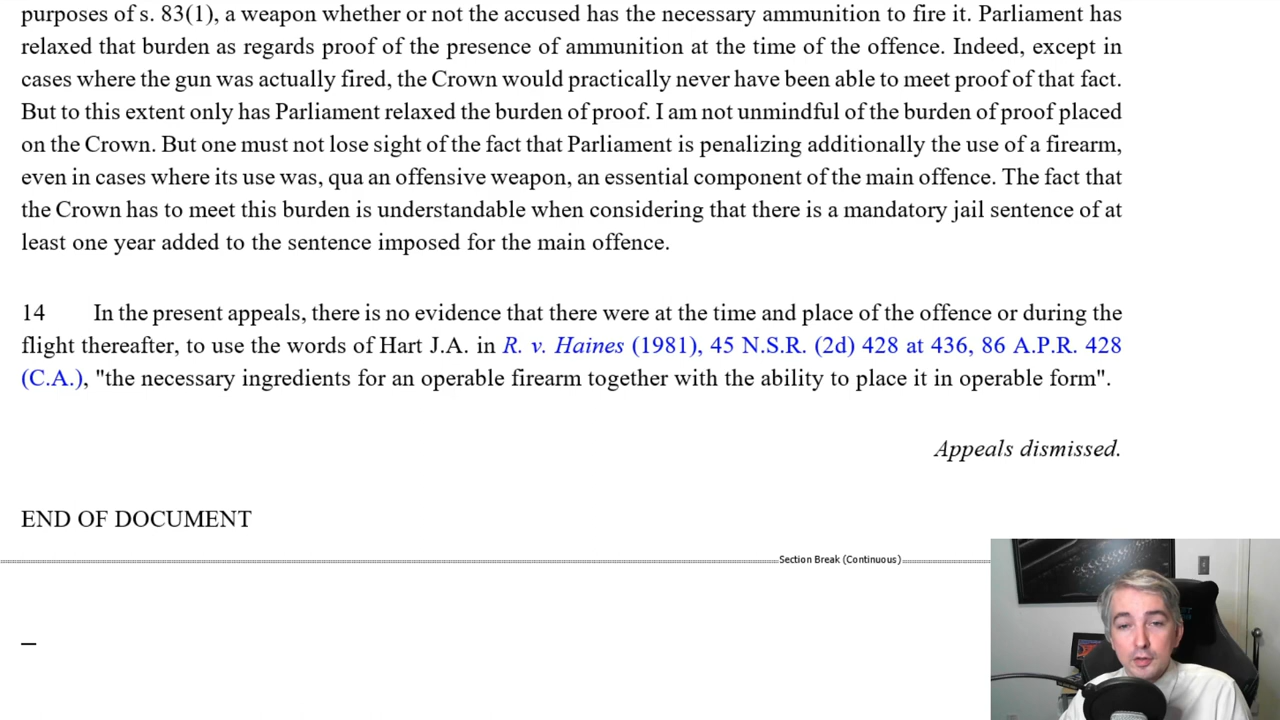 purposes of s. 83(1), a weapon whether or not the accused has the necessary ammunition to fire it. Parliament has
relaxed that burden as regards proof of the presence of ammunition at the time of the offence. Indeed, except in
cases where the gun was actually fired, the Crown would practically never have been able to meet proof of that fact.
But to this extent only has Parliament relaxed the burden of proof. I am not unmindful of the burden of proof placed
on the Crown. But one must not lose sight of the fact that Parliament is penalizing additionally the use of a firearm,
even in cases where its use was, qua an offensive weapon, an essential component of the main offence. The fact that
the Crown has to meet this burden is understandable when considering that there is a mandatory jail sentence of at
least one year added to the sentence imposed for the main offence.
14 In the present appeals, there is no evidence that there were at the time and place of the offence or during the
flight thereafter, to use the words of Hart J.A. in R. v. Haines (1981), 45 N.S.R. (2d) 428 at 436, 86 A.P.R. 428
(C.A.), "the necessary ingredients for an operable firearm together with the ability to place it in operable form".
Appeals dismissed.
END OF DOCUMENT
Section Break (Continuous)